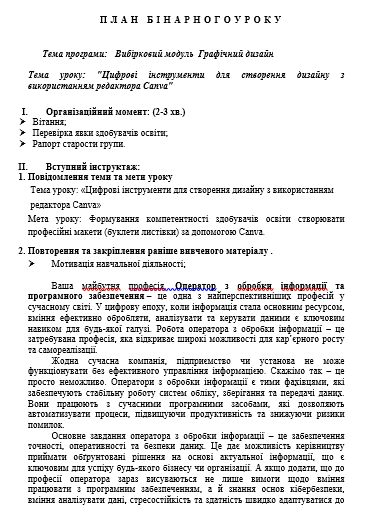 П Л А Н  Б І Н А Р Н О Г О У Р О К У
Тема програми: Вибірковий модуль Графічний дизайн
Тема уроку: "Цифрові інструменти для створення дизайну з
використанням редактора Canva"
I. Організаційний момент: (2-3 хв.)
➤ Вітання;
➤ Перевірка явки здобувачів освіти;
➤ Рапорт старости групи.
II. Вступний інструктаж:
1. Повідомлення теми та мети уроку
Тема уроку: «Цифрові інструменти для створення дизайну з використанням
редактора Canva»
Мета уроку: Формування компетентності здобувачів освіти створювати
професійні макети (буклети листівки) за допомогою Canva.
2. Повторення та закріплення раніше вивченого матеріалу .
➤ Мотивація навчальної діяльності;
Ваша майбутня професія Оператор з обробки інформації та
програмного забезпечення – це одна з найперспективніших професій у
сучасному світі. У цифрову епоху, коли інформація стала основним ресурсом,
вміння ефективно обробляти, аналізувати та керувати даними є ключовим
навиком для будь-якої галузі. Робота оператора з обробки інформації – це
затребувана професія, яка відкриває широкі можливості для кар’єрного росту
та самореалізації.
Жодна сучасна компанія, підприємство чи установа не може
функціонувати без ефективного управління інформацією. Скажімо так – це
просто неможливо. Оператори з обробки інформації є тими фахівцями, які
забезпечують стабільну роботу систем обліку, зберігання та передачі даних.
Вони працюють з сучасними програмними засобами, які дозволяють
автоматизувати процеси, підвищуючи продуктивність та знижуючи ризики
помилок.
Основне завдання оператора з обробки інформації – це забезпечення
точності, оперативності та безпеки даних. Це дає можливість керівництву
приймати обґрунтовані рішення на основі актуальної інформації, що є
ключовим для успіху будь-якого бізнесу чи організації. А якщо додати, що до
професії оператора зараз висуваються не лише вимоги щодо вміння
працювати з програмним забезпеченням, а й знання основ кібербезпеки,
вміння аналізувати дані, стресостійкість та здатність швидко адаптуватися до